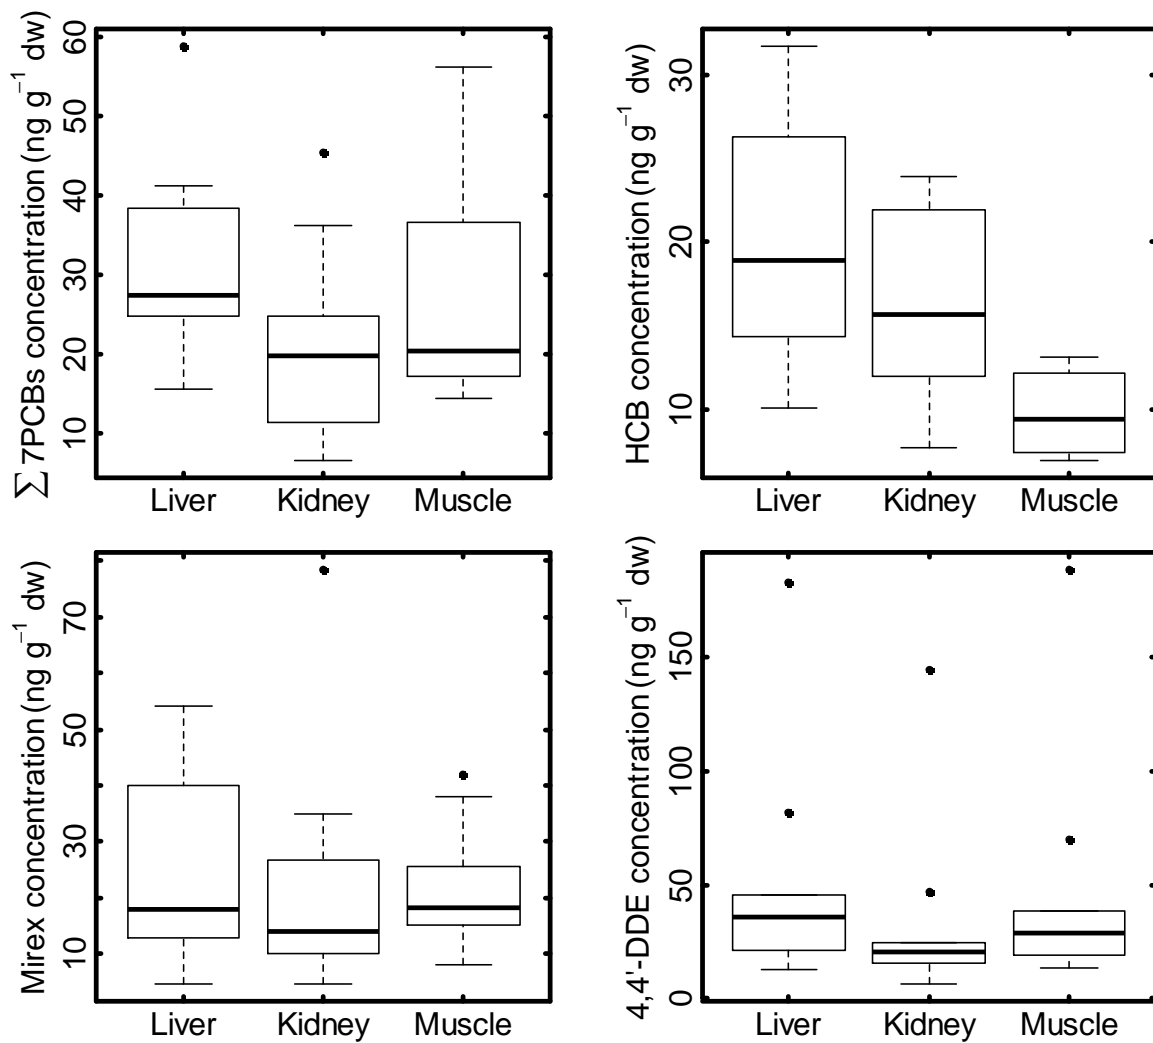 ∑ 7PCBs concentration (ng g⁻¹ dw)
60
50
40
30
20
10
Liver Kidney Muscle
HCB concentration (ng g⁻¹ dw)
30
20
10
Liver Kidney Muscle
Mirex concentration (ng g⁻¹ dw)
70
50
30
10
Liver Kidney Muscle
4,4'-DDE concentration (ng g⁻¹ dw)
150
100
50
0
Liver Kidney Muscle